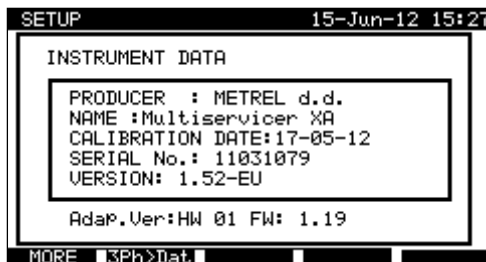 SETUP 15-Jun-12 15:27
INSTRUMENT DATA
PRODUCER : METREL d.d.
NAME :Multiservicer XA
CALIBRATION DATE:17-05-12
SERIAL No.: 11031079
VERSION: 1.52-EU
Adap.Ver:HW 01 FW: 1.19
MORE 3Ph>Dat